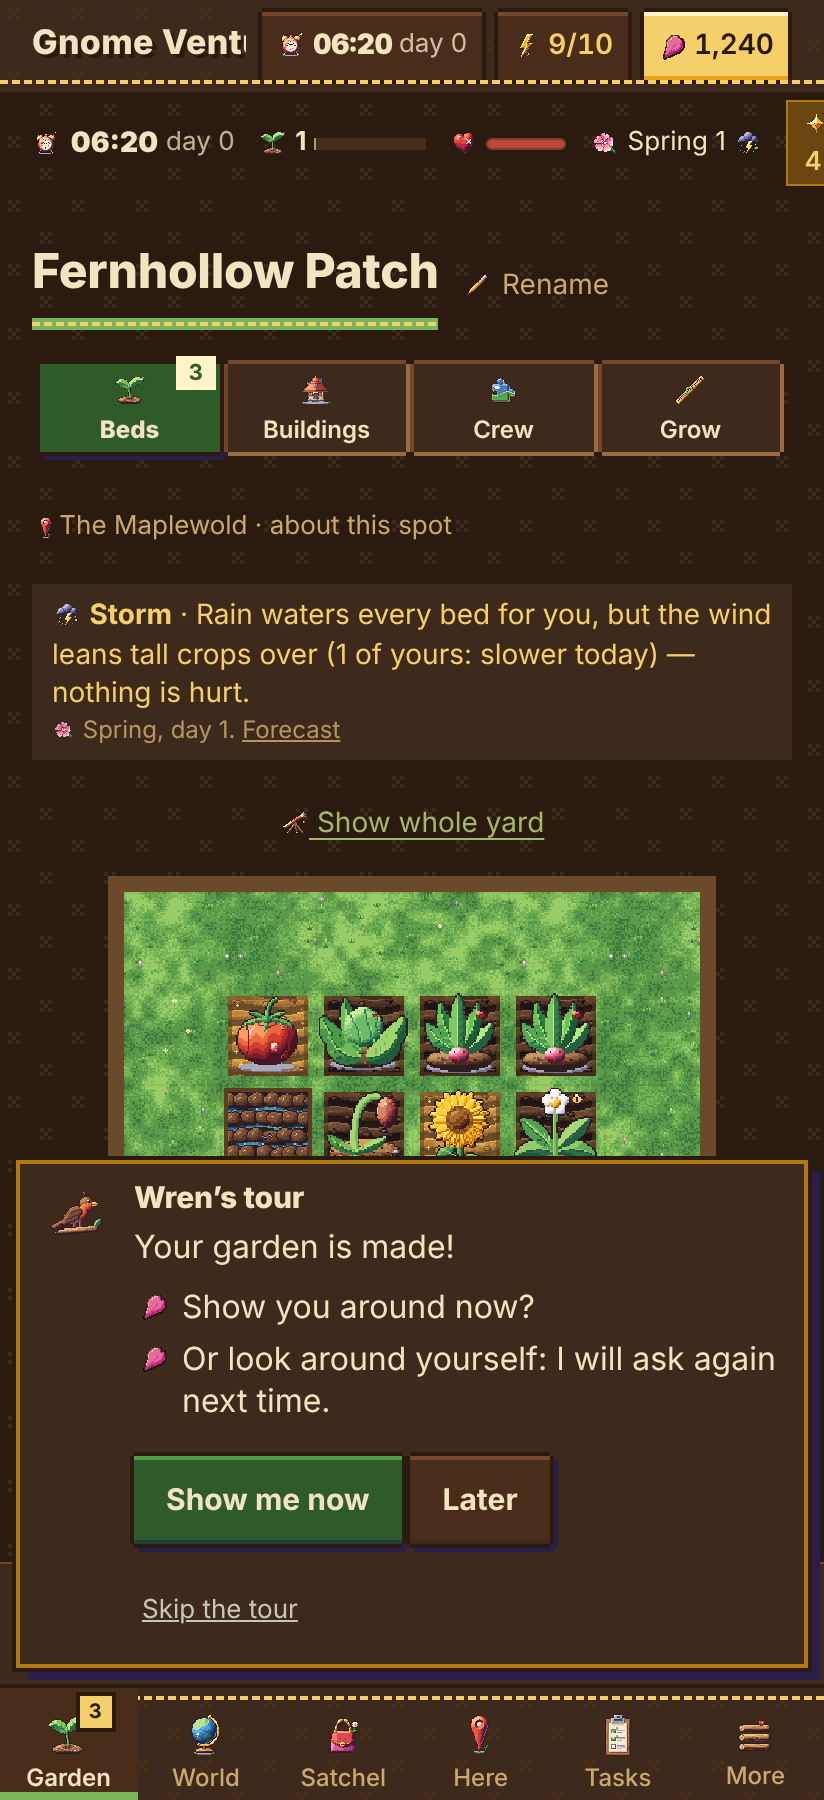 Gnome Ventu
06:20 day 0
9/10
1,240
06:20 day 0
1
Spring 1
4
Fernhollow Patch
Rename
Beds
3
Buildings
Crew
Grow
The Maplewold · about this spot
Storm · Rain waters every bed for you, but the wind
leans tall crops over (1 of yours: slower today) —
nothing is hurt.
Spring, day 1. Forecast
Show whole yard
Wren’s tour
Your garden is made!
Show you around now?
Or look around yourself: I will ask again
next time.
Show me now
Later
Skip the tour
3
Garden
World
Satchel
Here
Tasks
More